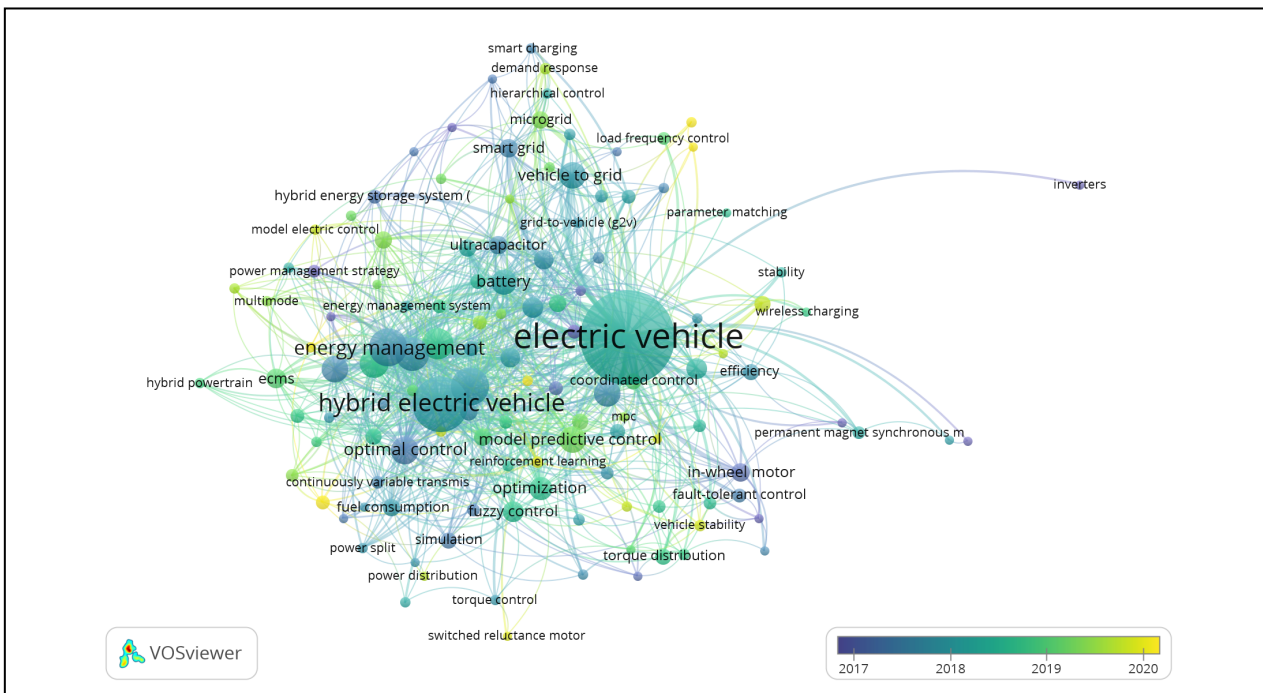 smart charging
demand response
hierarchical control
microgrid
load frequency control
smart grid
vehicle to grid
inverters
hybrid energy storage system (
parameter matching
grid-to-vehicle (g2v)
model electric control
ultracapacitor
power management strategy
stability
battery
multimode
energy management system
wireless charging
electric vehicle
energy management
efficiency
hybrid powertrain
ecms
coordinated control
hybrid electric vehicle
mpc
permanent magnet synchronous m
model predictive control
optimal control
reinforcement learning
in-wheel motor
continuously variable transmis
optimization
fault-tolerant control
fuel consumption
fuzzy control
vehicle stability
simulation
power split
torque distribution
power distribution
torque control
switched reluctance motor
VOSviewer
2017 2018 2019 2020